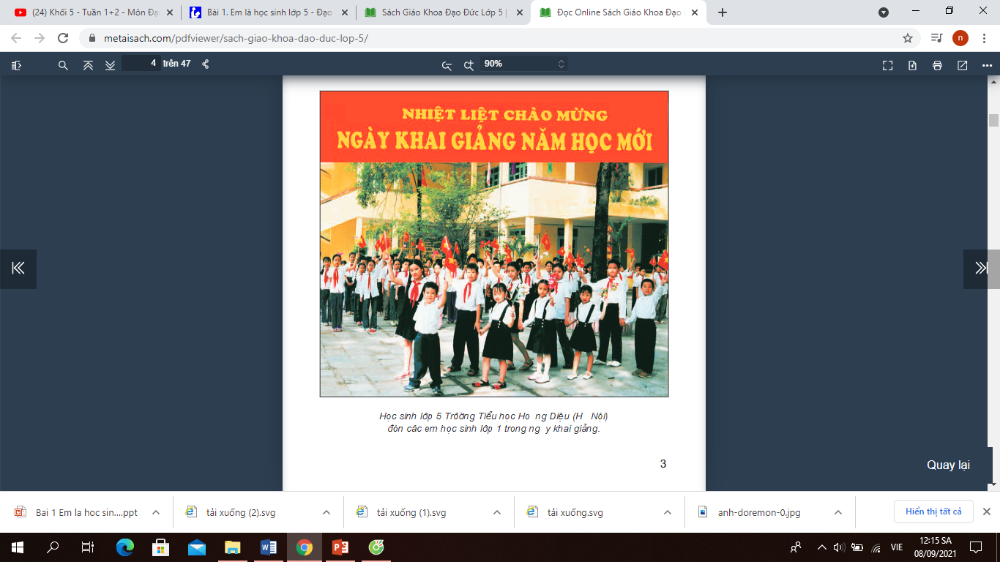 (24) Khối 5 - Tuần 1+2 - Môn Đạ
Bài 1. Em là học sinh lớp 5 - Đạo
Sách Giáo Khoa Đạo Đức Lớp 5 |
Đọc Online Sách Giáo Khoa Đạo
metaisach.com/pdfviewer/sach-giao-khoa-dao-duc-lop-5/
n
4 trên 47
90%
NHIỆT LIỆT CHÀO MỪNG
NGÀY KHAI GIẢNG NĂM HỌC MỚI
Học sinh lớp 5 Trôờng Tiểu học Ho ng Diệu (H Nội)
đón các em học sinh lớp 1 trong ng y khai giảng.
3
Quay lại
Bai 1 Em la hoc sin....ppt
tải xuống (2).svg
tải xuống (1).svg
tải xuống.svg
anh-doremon-0.jpg
Hiển thị tất cả
VIE
12:15 SA
08/09/2021